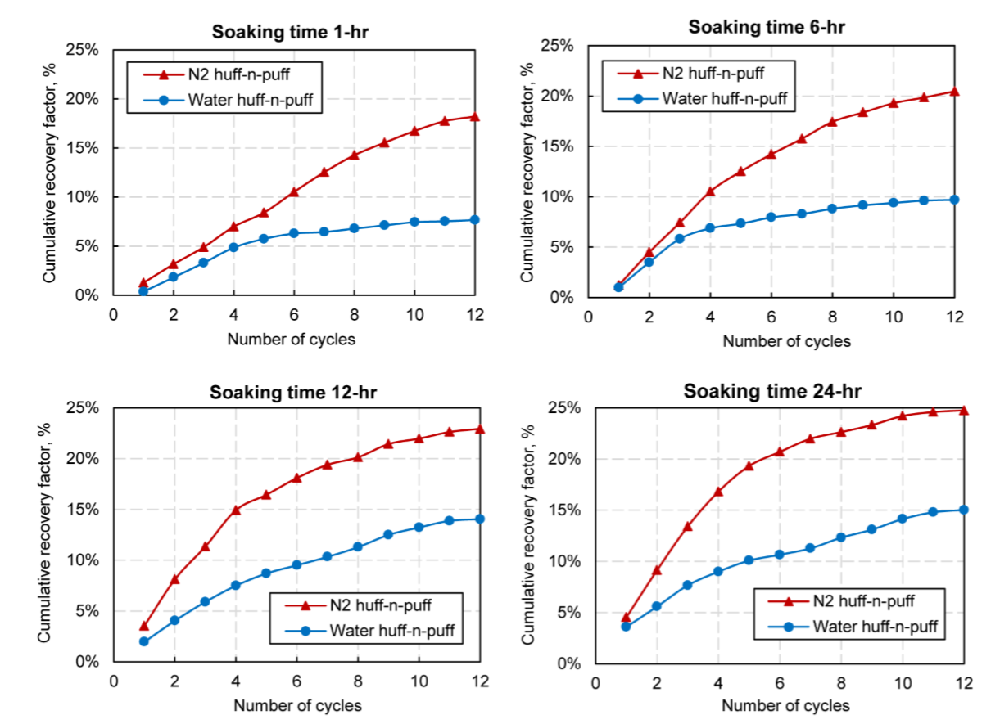 Soaking time 1-hr
Cumulative recovery factor, %
25%
20%
15%
10%
5%
0%
N2 huff-n-puff
Water huff-n-puff
0 2 4 6 8 10 12
Number of cycles
Soaking time 6-hr
Cumulative recovery factor, %
25%
20%
15%
10%
5%
0%
N2 huff-n-puff
Water huff-n-puff
0 2 4 6 8 10 12
Number of cycles
Soaking time 12-hr
Cumulative recovery factor, %
25%
20%
15%
10%
5%
0%
N2 huff-n-puff
Water huff-n-puff
0 2 4 6 8 10 12
Number of cycles
Soaking time 24-hr
Cumulative recovery factor, %
25%
20%
15%
10%
5%
0%
N2 huff-n-puff
Water huff-n-puff
0 2 4 6 8 10 12
Number of cycles